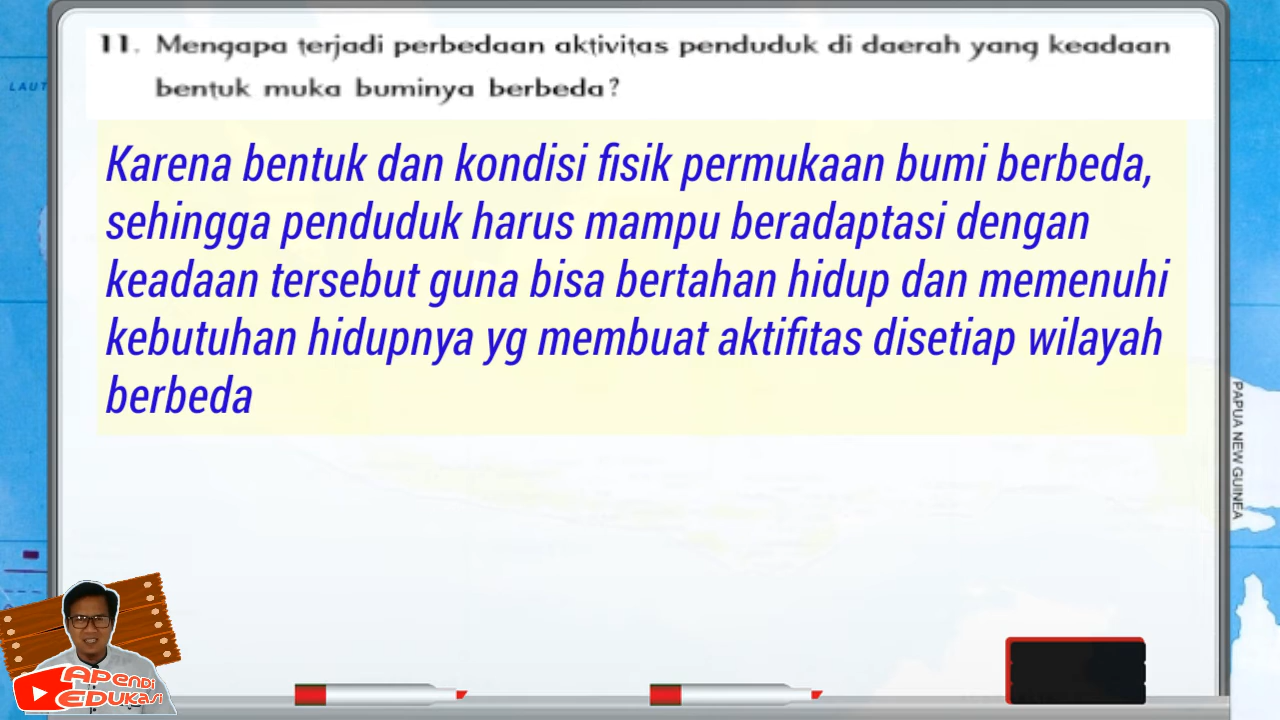 11. Mengapa terjadi perbedaan aktivitas penduduk di daerah yang keadaan
bentuk muka buminya berbeda?
Karena bentuk dan kondisi fisik permukaan bumi berbeda,
sehingga penduduk harus mampu beradaptasi dengan
keadaan tersebut guna bisa bertahan hidup dan memenuhi
kebutuhan hidupnya yg membuat aktifitas disetiap wilayah
berbeda
LAUT
PAPUA NEW GUINEA
APENDI
EDUKASI